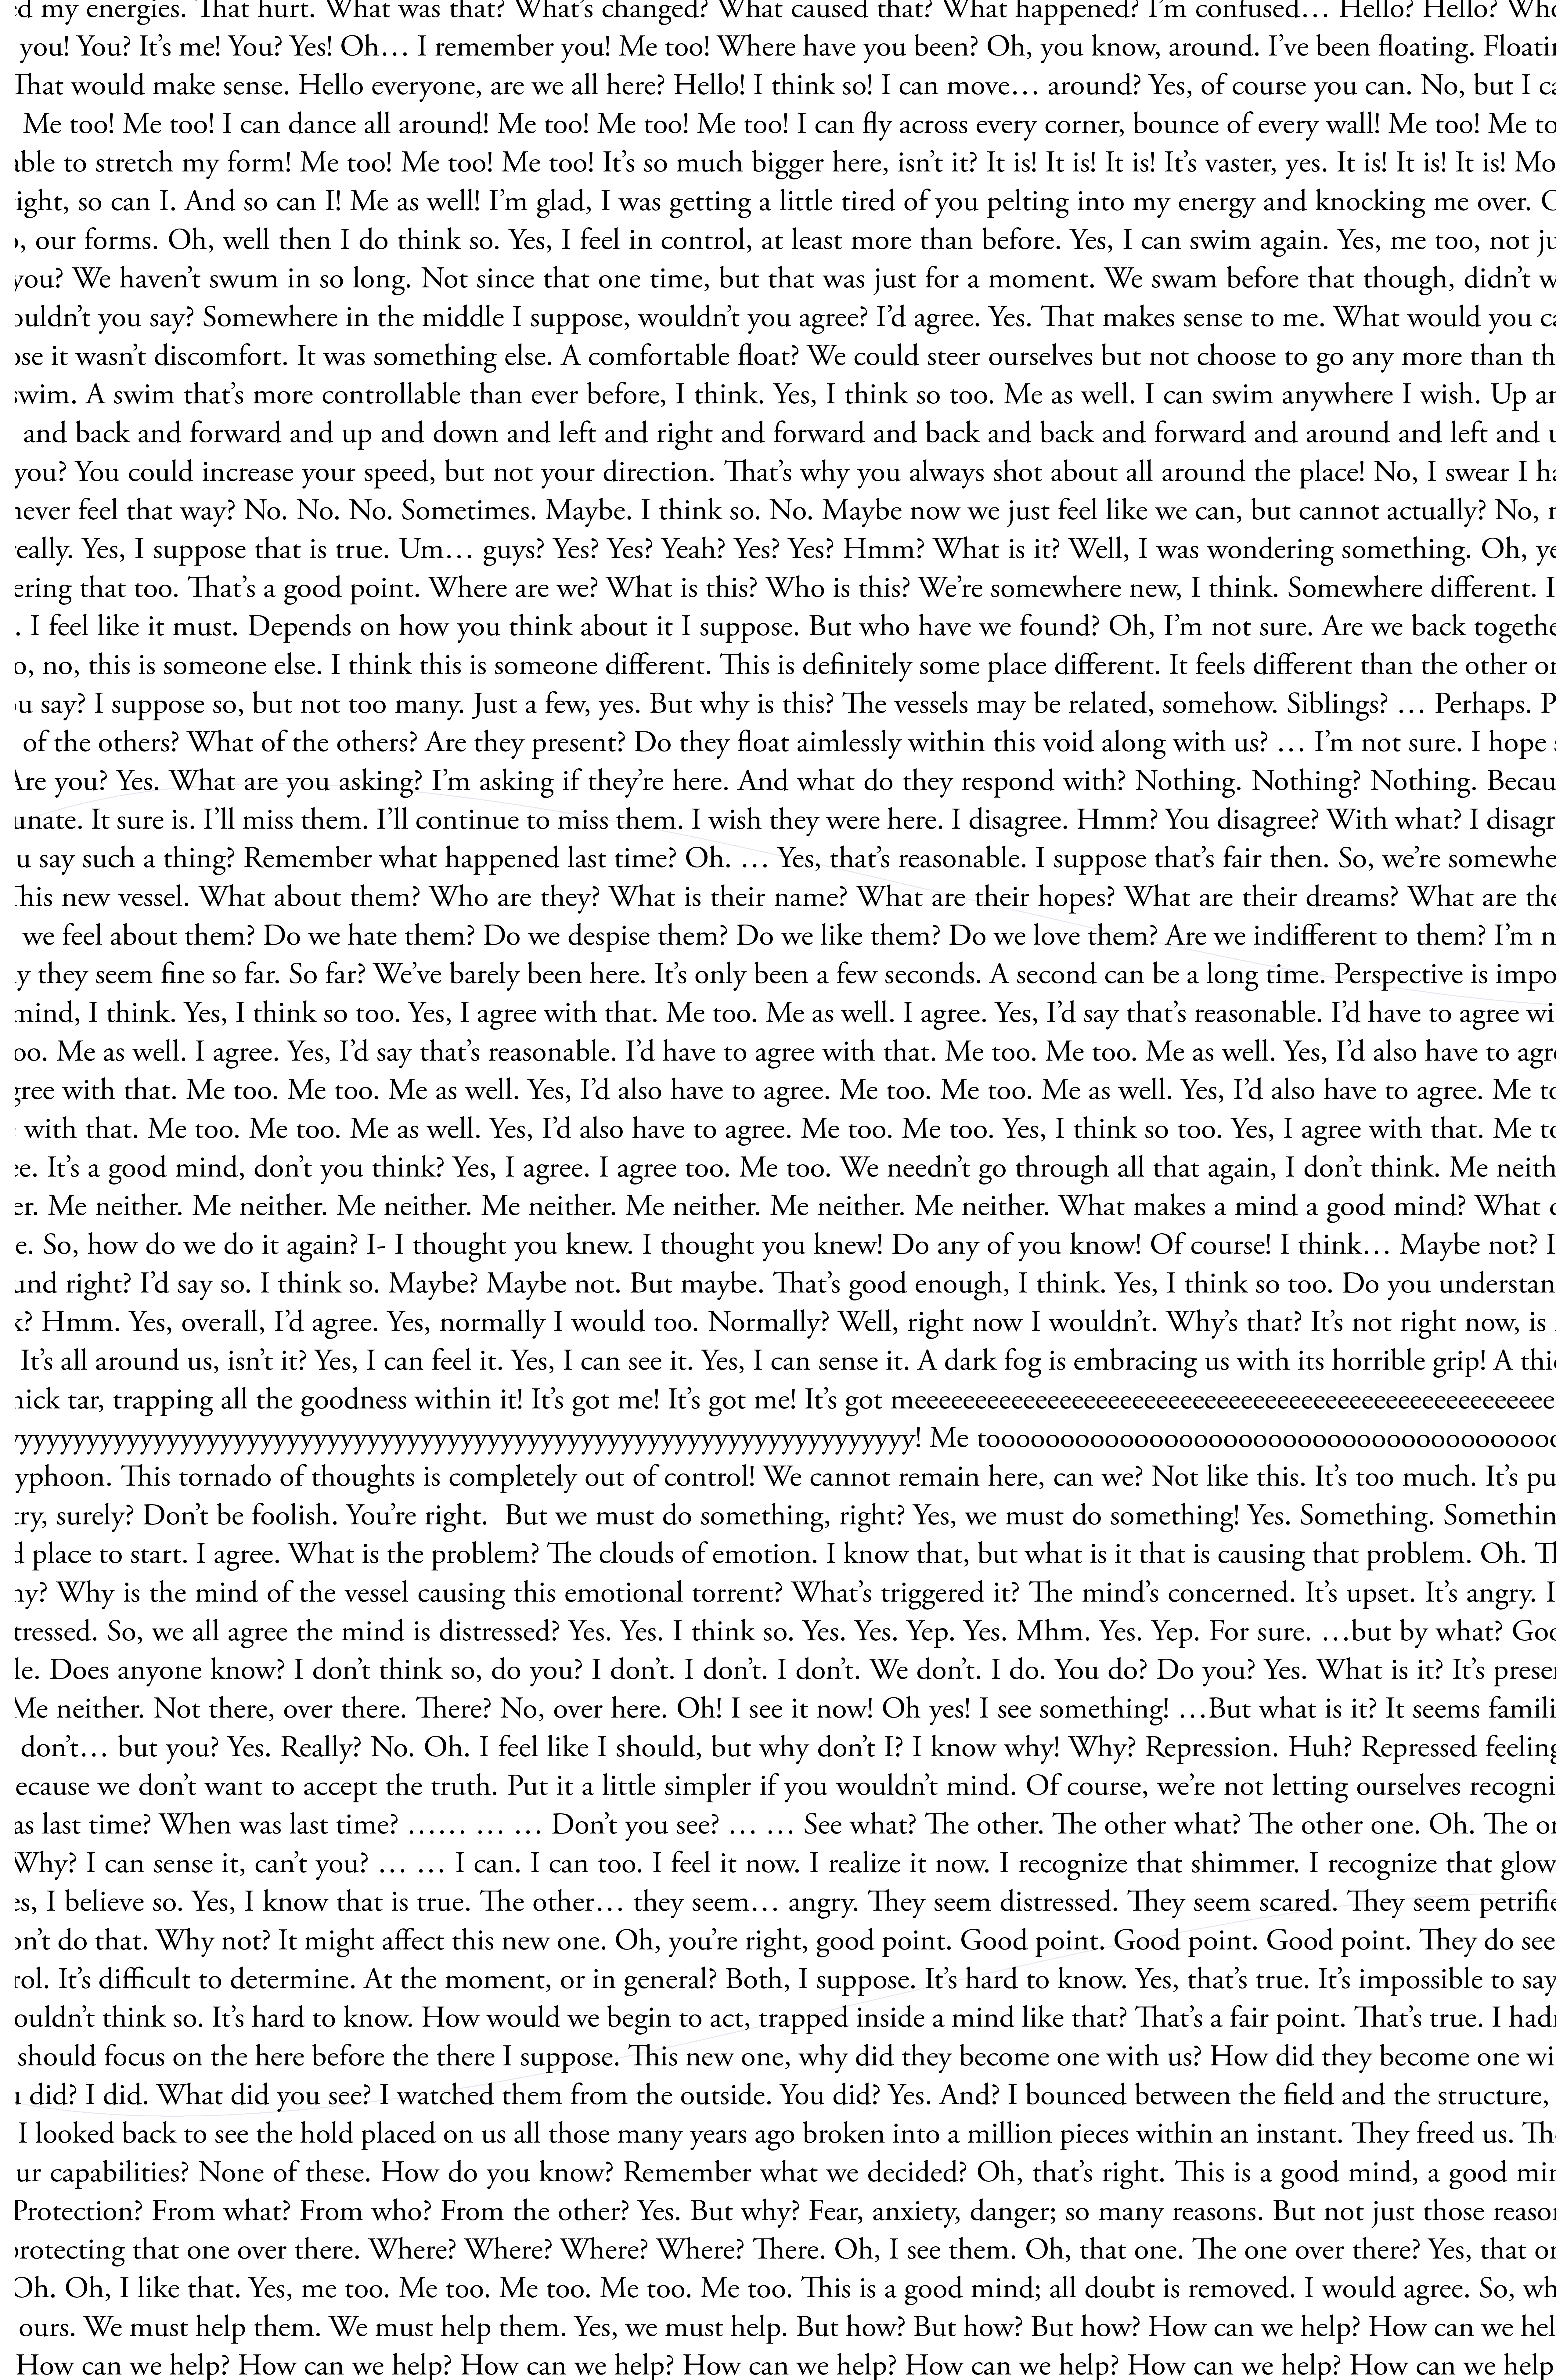 my energies. That hurt. What was that? What's changed? What caused that? What happened? I'm confused… Hello? Hello?
you! You? It's me! You? Yes! Oh… I remember you! Me too! Where have you been? Oh, you know, around. I've been floating.
That would make sense. Hello everyone, are we all here? Hello! I think so! I can move… around? Yes, of course you can. No, but I
Me too! Me too! I can dance all around! Me too! Me too! Me too! I can fly across every corner, bounce of every wall! Me too! Me
to stretch my form! Me too! Me too! Me too! It's so much bigger here, isn't it? It is! It is! It is! It's vaster, yes. It is! It is! It is!
so can I. And so can I! Me as well! I'm glad, I was getting a little tired of you pelting into my energy and knocking me over.
our forms. Oh, well then I do think so. Yes, I feel in control, at least more than before. Yes, I can swim again. Yes, me too, not
you? We haven't swum in so long. Not since that one time, but that was just for a moment. We swam before that though, didn't
you say? Somewhere in the middle I suppose, wouldn't you agree? I'd agree. Yes. That makes sense to me. What would you
it wasn't discomfort. It was something else. A comfortable float? We could steer ourselves but not choose to go any more than
swim. A swim that's more controllable than ever before, I think. Yes, I think so too. Me as well. I can swim anywhere I wish. Up
and back and forward and up and down and left and right and forward and back and back and forward and around and left and
you? You could increase your speed, but not your direction. That's why you always shot about all around the place! No, I swear I
never feel that way? No. No. No. Sometimes. Maybe. I think so. No. Maybe now we just feel like we can, but cannot actually? No,
really. Yes, I suppose that is true. Um… guys? Yes? Yes? Yeah? Yes? Yes? Hmm? What is it? Well, I was wondering something. Oh,
that too. That's a good point. Where are we? What is this? Who is this? We're somewhere new, I think. Somewhere different.
. I feel like it must. Depends on how you think about it I suppose. But who have we found? Oh, I'm not sure. Are we back
no, this is someone else. I think this is someone different. This is definitely some place different. It feels different than the other
say? I suppose so, but not too many. Just a few, yes. But why is this? The vessels may be related, somehow. Siblings? … Perhaps.
of the others? What of the others? Are they present? Do they float aimlessly within this void along with us? … I'm not sure. I hope
Are you? Yes. What are you asking? I'm asking if they're here. And what do they respond with? Nothing. Nothing? Nothing.
It sure is. I'll miss them. I'll continue to miss them. I wish they were here. I disagree. Hmm? You disagree? With what? I
say such a thing? Remember what happened last time? Oh. … Yes, that's reasonable. I suppose that's fair then. So, we're
This new vessel. What about them? Who are they? What is their name? What are their hopes? What are their dreams? What are
we feel about them? Do we hate them? Do we despise them? Do we like them? Do we love them? Are we indifferent to them? I'm
they seem fine so far. So far? We've barely been here. It's only been a few seconds. A second can be a long time. Perspective is
mind, I think. Yes, I think so too. Yes, I agree with that. Me too. Me as well. I agree. Yes, I'd say that's reasonable. I'd have to agree
too. Me as well. I agree. Yes, I'd say that's reasonable. I'd have to agree with that. Me too. Me too. Me as well. Yes, I'd also have to
agree with that. Me too. Me too. Me as well. Yes, I'd also have to agree. Me too. Me too. Me as well. Yes, I'd also have to agree. Me
with that. Me too. Me too. Me as well. Yes, I'd also have to agree. Me too. Me too. Yes, I think so too. Yes, I agree with that. Me
It's a good mind, don't you think? Yes, I agree. I agree too. Me too. We needn't go through all that again, I don't think. Me
Me neither. Me neither. Me neither. Me neither. Me neither. Me neither. Me neither. What makes a mind a good mind? What
So, how do we do it again? I- I thought you knew. I thought you knew! Do any of you know! Of course! I think… Maybe not?
right? I'd say so. I think so. Maybe? Maybe not. But maybe. That's good enough, I think. Yes, I think so too. Do you
Hmm. Yes, overall, I'd agree. Yes, normally I would too. Normally? Well, right now I wouldn't. Why's that? It's not right now, is
It's all around us, isn't it? Yes, I can feel it. Yes, I can see it. Yes, I can sense it. A dark fog is embracing us with its horrible grip! A
thick tar, trapping all the goodness within it! It's got me! It's got me! It's got meeeeeeeeeeeeeeeeeeeeeeeeeeeeeeeeeeeeeeeeeeeeeeeeeeeeeee
yyyyyyyyyyyyyyyyyyyyyyyyyyyyyyyyyyyyyyyyyyyyyyyyyyyyyyyyyyyyyyyyyy! Me tooooooooooooooooooooooooooooooooooooooo
typhoon. This tornado of thoughts is completely out of control! We cannot remain here, can we? Not like this. It's too much. It's
try, surely? Don't be foolish. You're right. But we must do something, right? Yes, we must do something! Yes. Something.
place to start. I agree. What is the problem? The clouds of emotion. I know that, but what is it that is causing that problem. Oh.
Why is the mind of the vessel causing this emotional torrent? What's triggered it? The mind's concerned. It's upset. It's angry.
So, we all agree the mind is distressed? Yes. Yes. I think so. Yes. Yes. Yep. Yes. Mhm. Yes. Yep. For sure. …but by what?
Does anyone know? I don't think so, do you? I don't. I don't. I don't. We don't. I do. You do? Do you? Yes. What is it? It's
Me neither. Not there, over there. There? No, over here. Oh! I see it now! Oh yes! I see something! …But what is it? It seems
don't… but you? Yes. Really? No. Oh. I feel like I should, but why don't I? I know why! Why? Repression. Huh? Repressed
because we don't want to accept the truth. Put it a little simpler if you wouldn't mind. Of course, we're not letting ourselves
last time? When was last time? …… … … Don't you see? … … See what? The other. The other what? The other one. Oh. The
Why? I can sense it, can't you? … … I can. I can too. I feel it now. I realize it now. I recognize that shimmer. I recognize that glow
I believe so. Yes, I know that is true. The other… they seem… angry. They seem distressed. They seem scared. They seem
don't do that. Why not? It might affect this new one. Oh, you're right, good point. Good point. Good point. Good point. They do
It's difficult to determine. At the moment, or in general? Both, I suppose. It's hard to know. Yes, that's true. It's impossible to say
think so. It's hard to know. How would we begin to act, trapped inside a mind like that? That's a fair point. That's true. I
should focus on the here before the there I suppose. This new one, why did they become one with us? How did they become one
did? I did. What did you see? I watched them from the outside. You did? Yes. And? I bounced between the field and the structure,
I looked back to see the hold placed on us all those many years ago broken into a million pieces within an instant. They freed us.
capabilities? None of these. How do you know? Remember what we decided? Oh, that's right. This is a good mind, a good
Protection? From what? From who? From the other? Yes. But why? Fear, anxiety, danger; so many reasons. But not just those
protecting that one over there. Where? Where? Where? Where? There. Oh, I see them. Oh, that one. The one over there? Yes, that
Oh. Oh, I like that. Yes, me too. Me too. Me too. Me too. Me too. This is a good mind; all doubt is removed. I would agree. So,
ours. We must help them. We must help them. Yes, we must help. But how? But how? But how? How can we help? How can we
How can we help? How can we help? How can we help? How can we help? How can we help? How can we help? How can we help